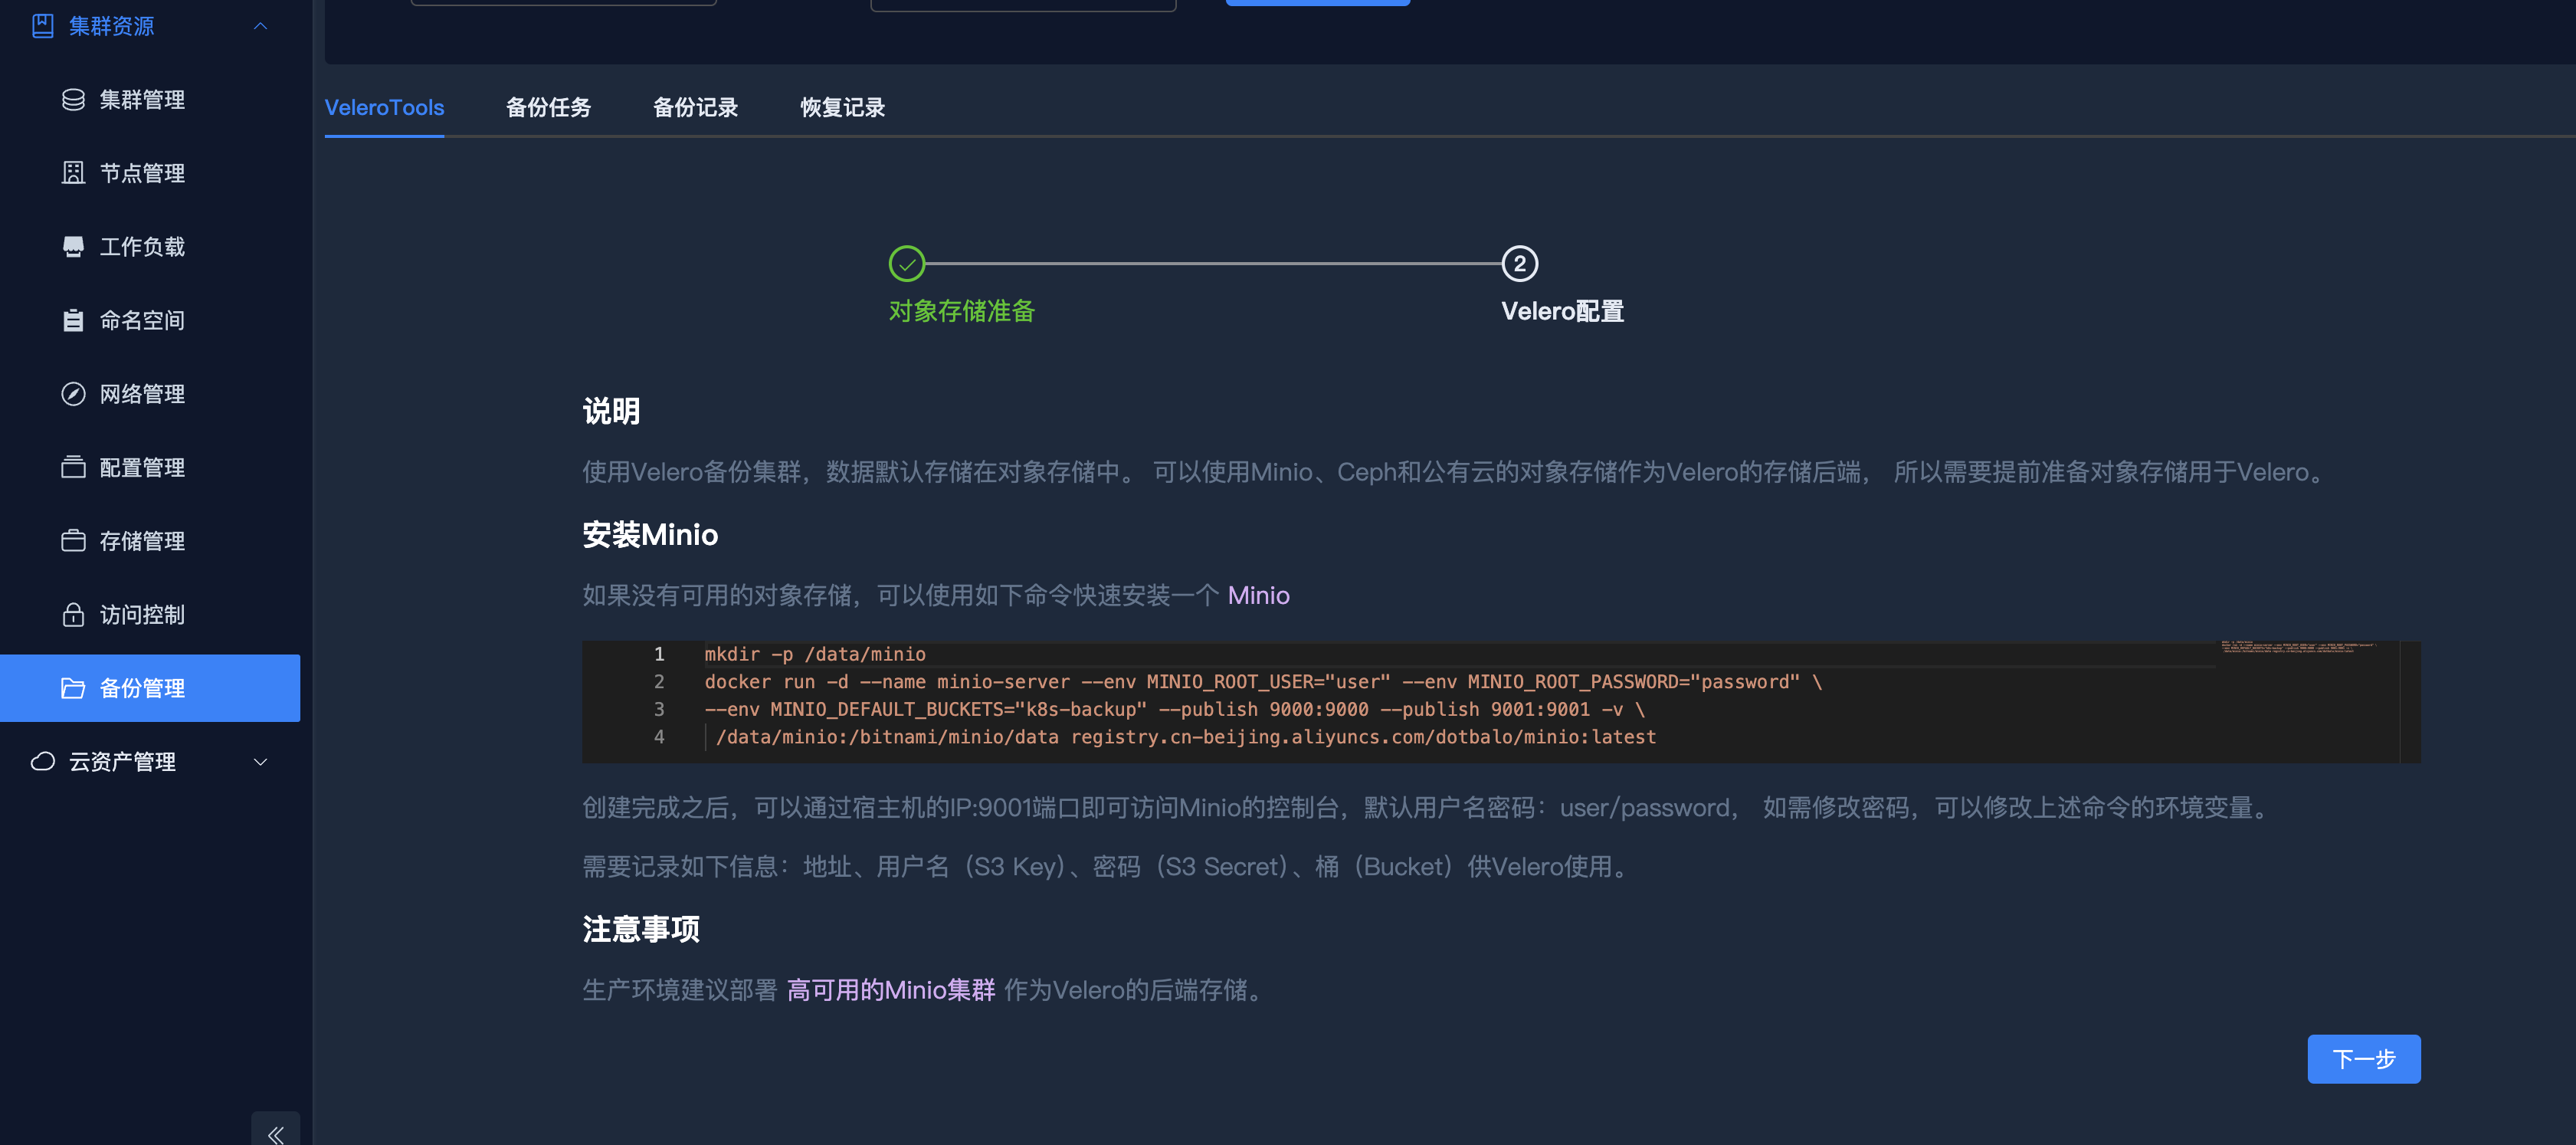 集群资源
集群管理
节点管理
工作负载
命名空间
网络管理
配置管理
存储管理
访问控制
备份管理
云资产管理
VeleroTools 备份任务 备份记录 恢复记录
2
对象存储准备 Velero配置
说明
使用Velero备份集群，数据默认存储在对象存储中。 可以使用Minio、Ceph和公有云的对象存储作为Velero的存储后端， 所以需要提前准备对象存储用于Velero。
安装Minio
如果没有可用的对象存储，可以使用如下命令快速安装一个 Minio
1 mkdir -p /data/minio
2 docker run -d --name minio-server --env MINIO_ROOT_USER="user" --env MINIO_ROOT_PASSWORD="password" \
3 --env MINIO_DEFAULT_BUCKETS="k8s-backup" --publish 9000:9000 --publish 9001:9001 -v \
4  /data/minio:/bitnami/minio/data registry.cn-beijing.aliyuncs.com/dotbalo/minio:latest
创建完成之后，可以通过宿主机的IP:9001端口即可访问Minio的控制台，默认用户名密码：user/password， 如需修改密码，可以修改上述命令的环境变量。
需要记录如下信息：地址、用户名（S3 Key）、密码（S3 Secret）、桶（Bucket）供Velero使用。
注意事项
生产环境建议部署 高可用的Minio集群 作为Velero的后端存储。
下一步